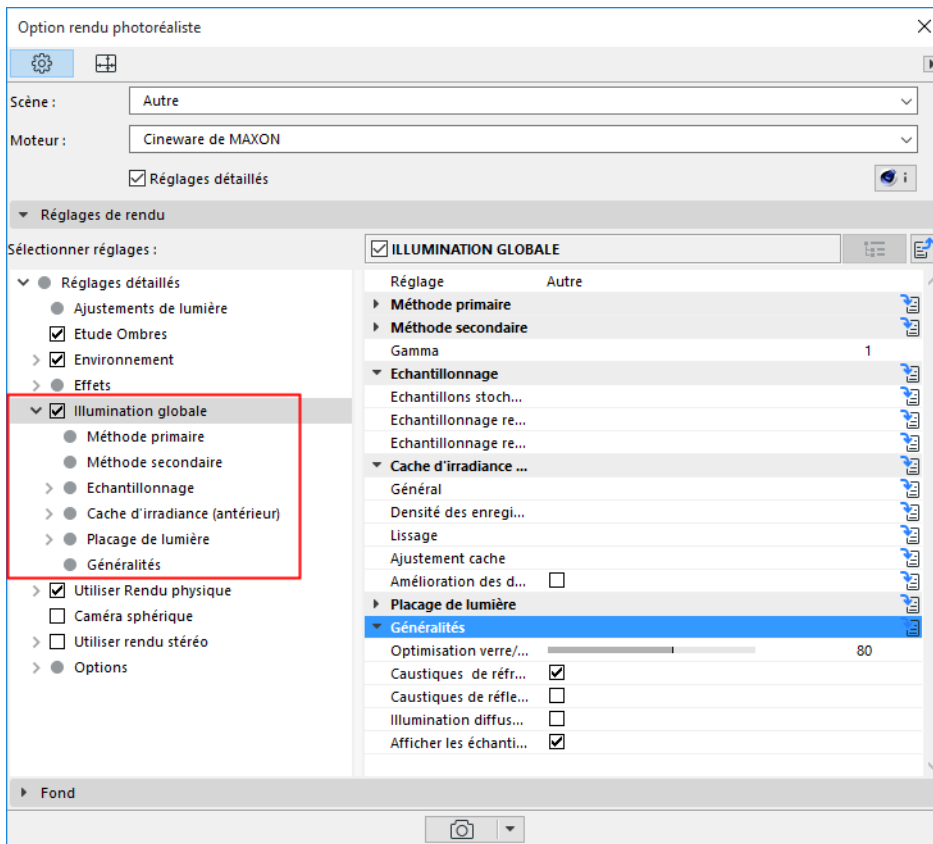 Option rendu photoréaliste
Scène : Autre
Moteur : Cineware de MAXON
Réglages détaillés
i
Réglages de rendu
Sélectionner réglages :
Réglages détaillés
Ajustements de lumière
Etude Ombres
Environnement
Effets
Illumination globale
Méthode primaire
Méthode secondaire
Echantillonnage
Cache d'irradiance (antérieur)
Placage de lumière
Généralités
Utiliser Rendu physique
Caméra sphérique
Utiliser rendu stéréo
Options
ILLUMINATION GLOBALE
Réglage Autre
Méthode primaire
Méthode secondaire
Gamma 1
Echantillonnage
Echantillons stoch...
Echantillonnage re...
Echantillonnage re...
Cache d'irradiance ...
Général
Densité des enregi...
Lissage
Ajustement cache
Amélioration des d...
Placage de lumière
Généralités
Optimisation verre/... 80
Caustiques de réfr...
Caustiques de réfle...
Illumination diffus...
Afficher les échanti...
Fond